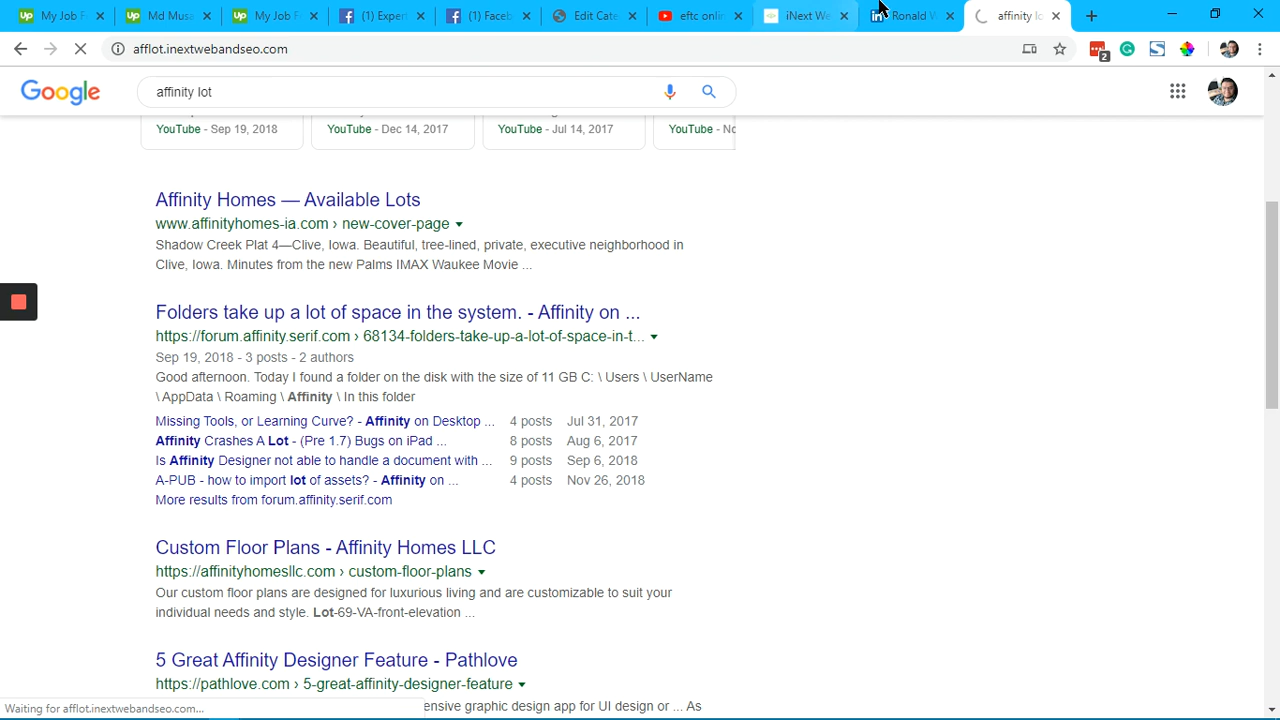 My Job F
Md Musa
My Job F
(1) Exper
(1) Faceb
Edit Cate
eftc onlin
iNext We
Ronald W
affinity lo
afflot.inextwebandseo.com
2
Google
affinity lot
YouTube - Sep 19, 2018
YouTube - Dec 14, 2017
YouTube - Jul 14, 2017
YouTube - No
Affinity Homes — Available Lots
www.affinityhomes-ia.com › new-cover-page
Shadow Creek Plat 4—Clive, Iowa. Beautiful, tree-lined, private, executive neighborhood in
Clive, Iowa. Minutes from the new Palms IMAX Waukee Movie ...
Folders take up a lot of space in the system. - Affinity on ...
https://forum.affinity.serif.com › 68134-folders-take-up-a-lot-of-space-in-t...
Sep 19, 2018 - 3 posts - 2 authors
Good afternoon. Today I found a folder on the disk with the size of 11 GB C: \ Users \ UserName
\ AppData \ Roaming \ Affinity \ In this folder
Missing Tools, or Learning Curve? - Affinity on Desktop ... 4 posts Jul 31, 2017
Affinity Crashes A Lot - (Pre 1.7) Bugs on iPad ... 8 posts Aug 6, 2017
Is Affinity Designer not able to handle a document with ... 9 posts Sep 6, 2018
A-PUB - how to import lot of assets? - Affinity on ... 4 posts Nov 26, 2018
More results from forum.affinity.serif.com
Custom Floor Plans - Affinity Homes LLC
https://affinityhomesllc.com › custom-floor-plans
Our custom floor plans are designed for luxurious living and are customizable to suit your
individual needs and style. Lot-69-VA-front-elevation ...
5 Great Affinity Designer Feature - Pathlove
https://pathlove.com › 5-great-affinity-designer-feature
ensive graphic design app for UI design or ... As
Waiting for afflot.inextwebandseo.com...